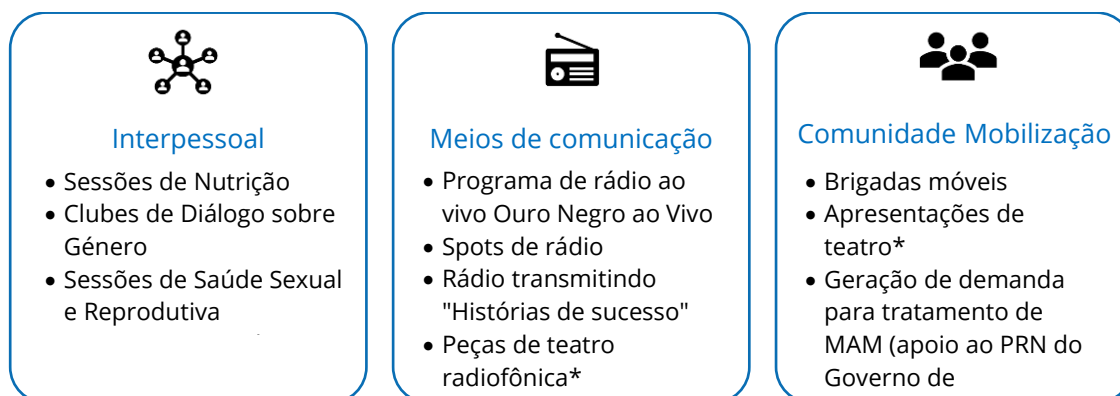 Interpessoal
• Sessões de Nutrição
• Clubes de Diálogo sobre
Género
• Sessões de Saúde Sexual
e Reprodutiva
Meios de comunicação
• Programa de rádio ao
vivo Ouro Negro ao Vivo
• Spots de rádio
• Rádio transmitindo
"Histórias de sucesso"
• Peças de teatro
radiofônica*
Comunidade Mobilização
• Brigadas móveis
• Apresentações de
teatro*
• Geração de demanda
para tratamento de
MAM (apoio ao PRN do
Governo de